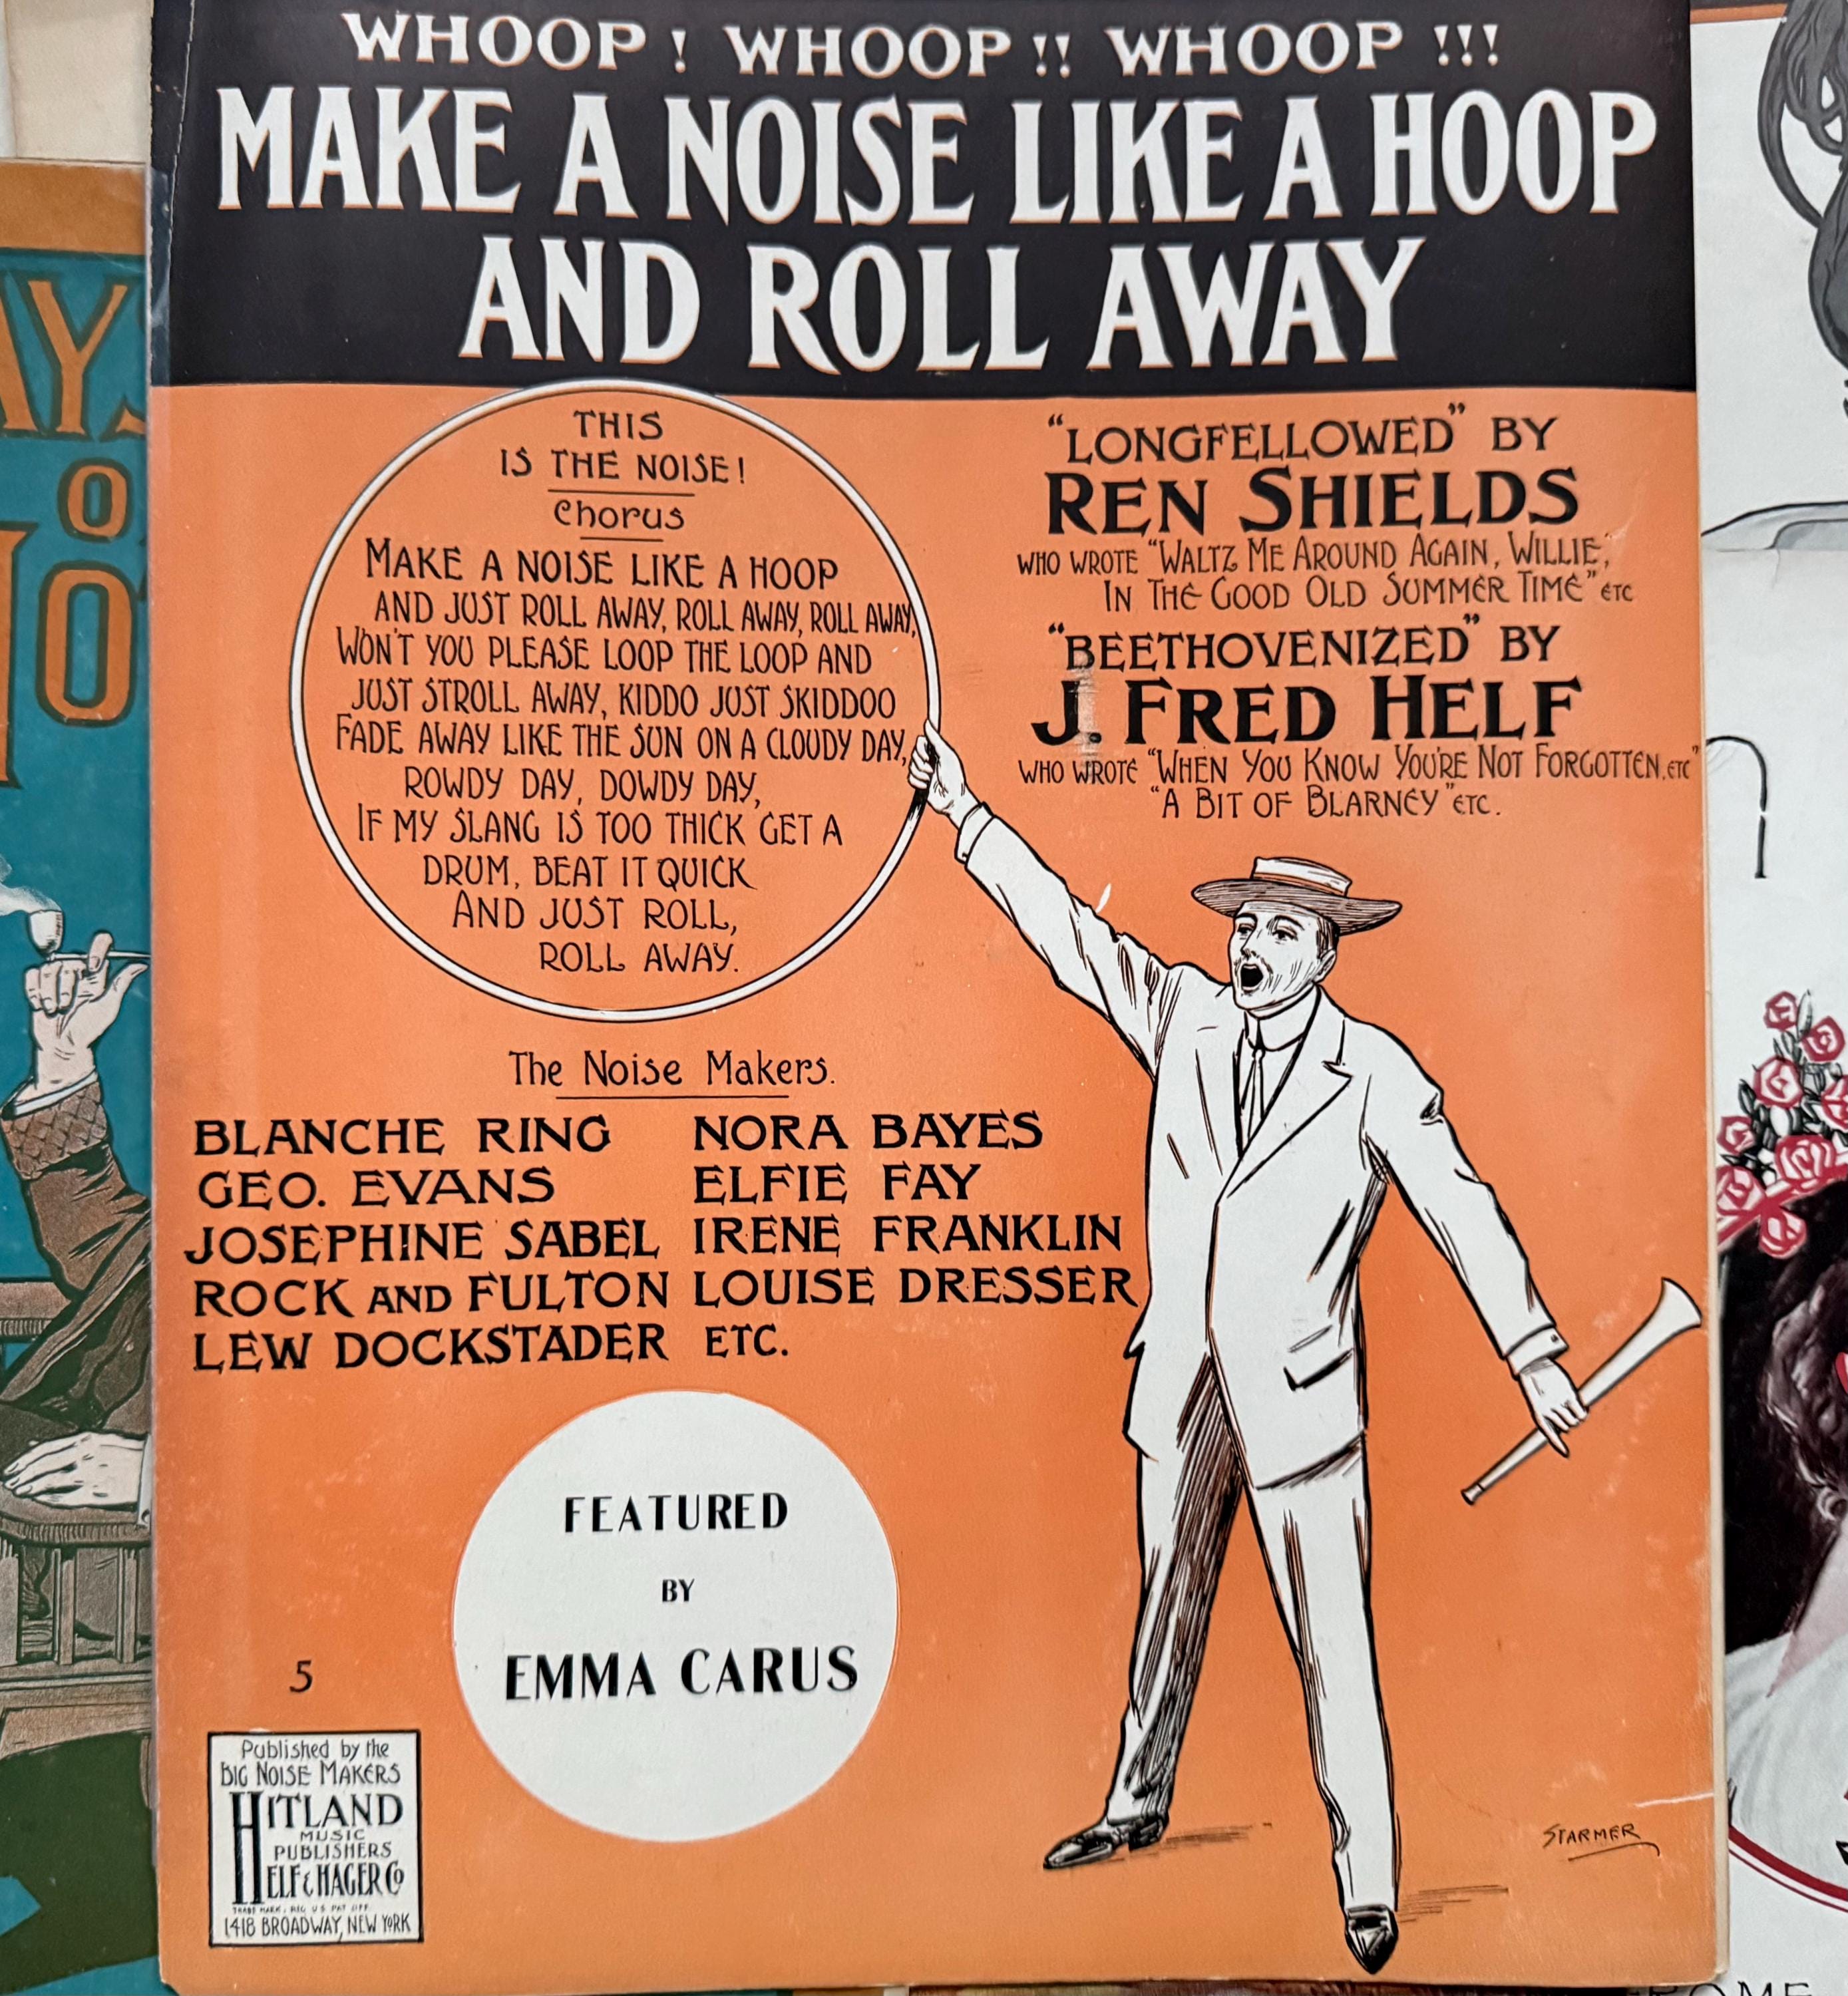 WHOOP! WHOOP!! WHOOP!!!
MAKE A NOISE LIKE A HOOP
AND ROLL AWAY
THIS
IS THE NOISE!
Chorus
MAKE A NOISE LIKE A HOOP
AND JUST ROLL AWAY, ROLL AWAY, ROLL AWAY,
WON'T YOU PLEASE LOOP THE LOOP AND
JUST STROLL AWAY, KIDDO JUST SKIDDOO
FADE AWAY LIKE THE SUN ON A CLOUDY DAY,
ROWDY DAY, DOWDY DAY,
IF MY SLANG IS TOO THICK GET A
DRUM, BEAT IT QUICK
AND JUST ROLL,
ROLL AWAY.
"LONGFELLOWED" BY
REN SHIELDS
WHO WROTE "WALTZ ME AROUND AGAIN, WILLIE,"
IN THE GOOD OLD SUMMER TIME" ETC
"BEETHOVENIZED" BY
J. FRED HELF
WHO WROTE "WHEN YOU KNOW YOU'RE NOT FORGOTTEN, ETC"
"A BIT OF BLARNEY" ETC.
The Noise Makers.
BLANCHE RING NORA BAYES
GEO. EVANS ELFIE FAY
JOSEPHINE SABEL IRENE FRANKLIN
ROCK AND FULTON LOUISE DRESSER
LEW DOCKSTADER ETC.
FEATURED
BY
EMMA CARUS
5
Published by the
BIG NOISE MAKERS
HITLAND
MUSIC
PUBLISHERS
HELF & HAGER CO
TRADE MARK, REG. U.S. PAT. OFF.
1418 BROADWAY, NEW YORK
STARMER